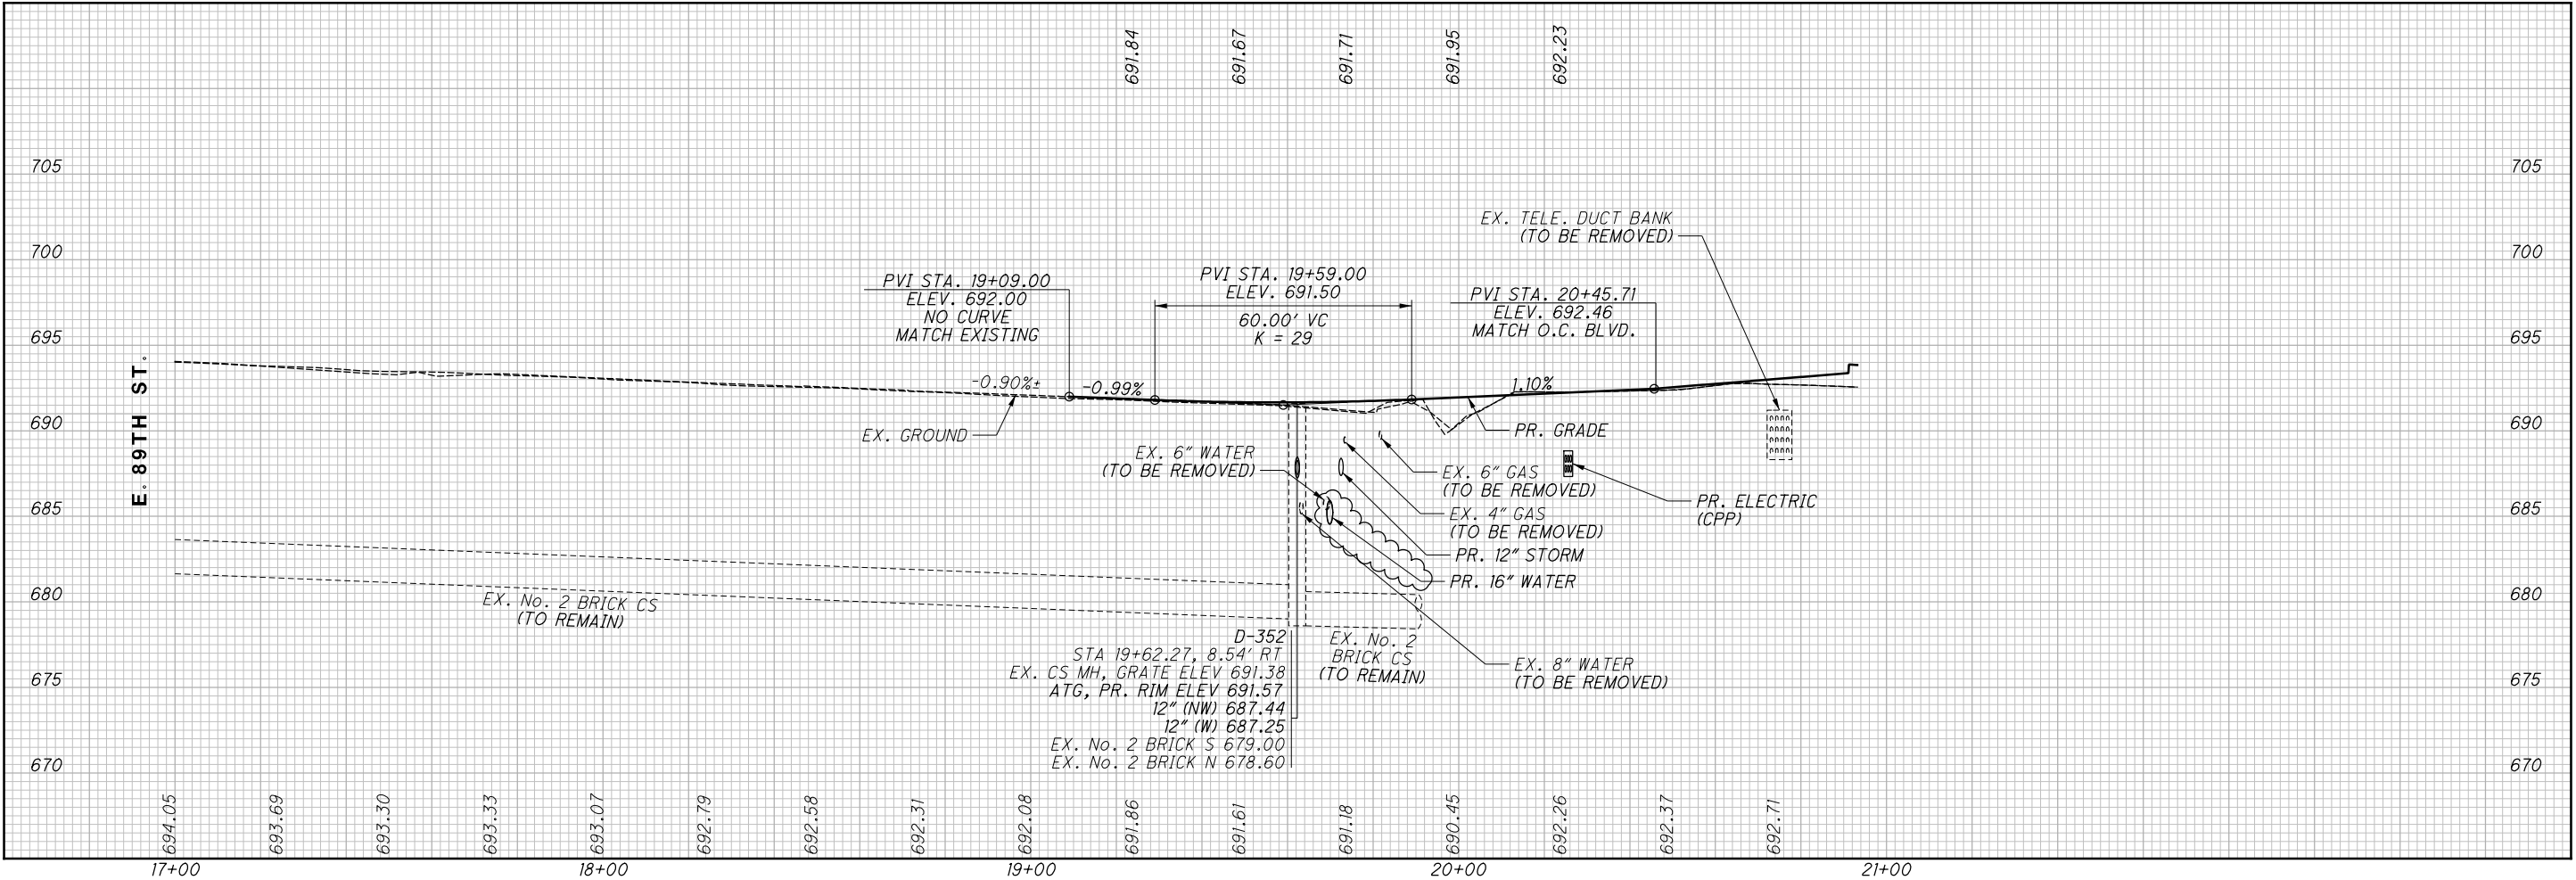 691.84
691.67
691.71
691.95
692.23
705
705
EX. TELE. DUCT BANK
(TO BE REMOVED)
700
700
PVI STA. 19+09.00
ELEV. 692.00
NO CURVE
MATCH EXISTING
PVI STA. 19+59.00
ELEV. 691.50
60.00' VC
K = 29
PVI STA. 20+45.71
ELEV. 692.46
MATCH O.C. BLVD.
695
695
E. 89TH ST.
-0.90%±
-0.99%
1.10%
690
690
EX. GROUND
PR. GRADE
EX. 6" WATER
(TO BE REMOVED)
EX. 6" GAS
(TO BE REMOVED)
PR. ELECTRIC
(CPP)
685
685
EX. 4" GAS
(TO BE REMOVED)
PR. 12" STORM
PR. 16" WATER
680
680
EX. No. 2 BRICK CS
(TO REMAIN)
D-352
STA 19+62.27, 8.54' RT
EX. CS MH, GRATE ELEV 691.38
ATG, PR. RIM ELEV 691.57
12" (NW) 687.44
12" (W) 687.25
EX. No. 2 BRICK S 679.00
EX. No. 2 BRICK N 678.60
EX. No. 2
BRICK CS
(TO REMAIN)
EX. 8" WATER
(TO BE REMOVED)
675
675
670
670
694.05
693.69
693.30
693.33
693.07
692.79
692.58
692.31
692.08
691.86
691.61
691.18
690.45
692.26
692.37
692.71
17+00
18+00
19+00
20+00
21+00